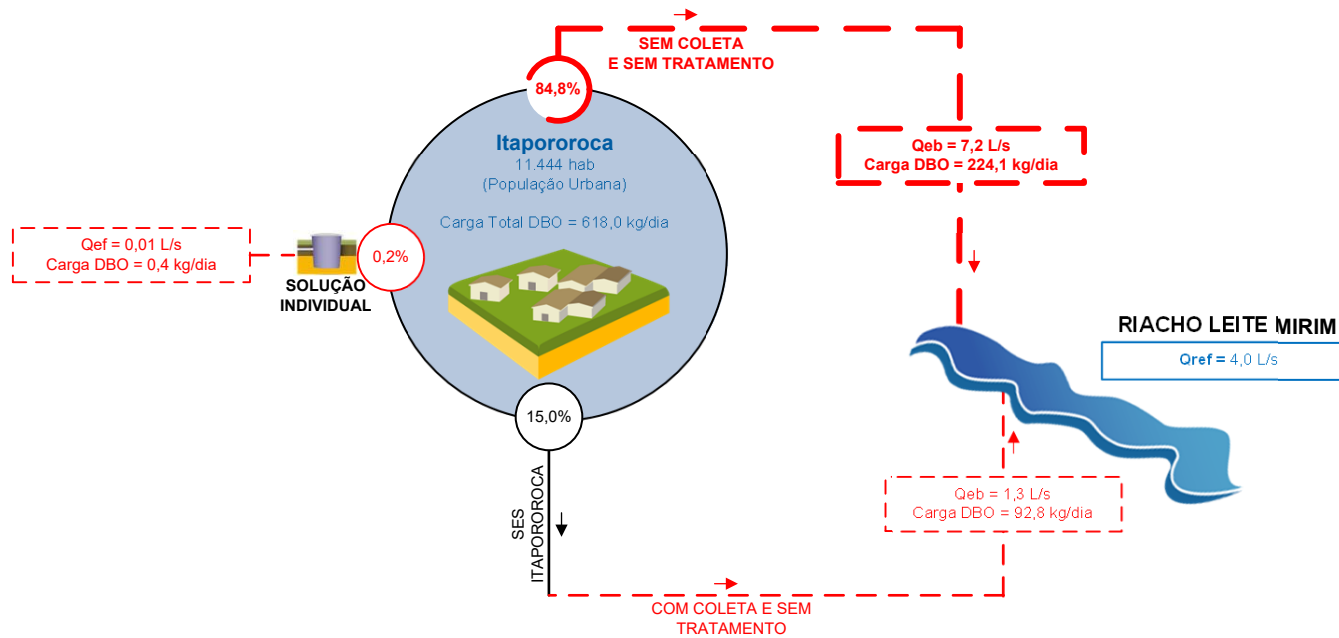 SEM COLETA
E SEM TRATAMENTO
84,8%
Itapororoca
11.444 hab
(População Urbana)
Carga Total DBO = 618,0 kg/dia
Qeb = 7,2 L/s
Carga DBO = 224,1 kg/dia
Qef = 0,01 L/s
Carga DBO = 0,4 kg/dia
0,2%
SOLUÇÃO
INDIVIDUAL
RIACHO LEITE MIRIM
Qref = 4,0 L/s
15,0%
SES
ITAPOROROCA
Qeb = 1,3 L/s
Carga DBO = 92,8 kg/dia
COM COLETA E SEM
TRATAMENTO